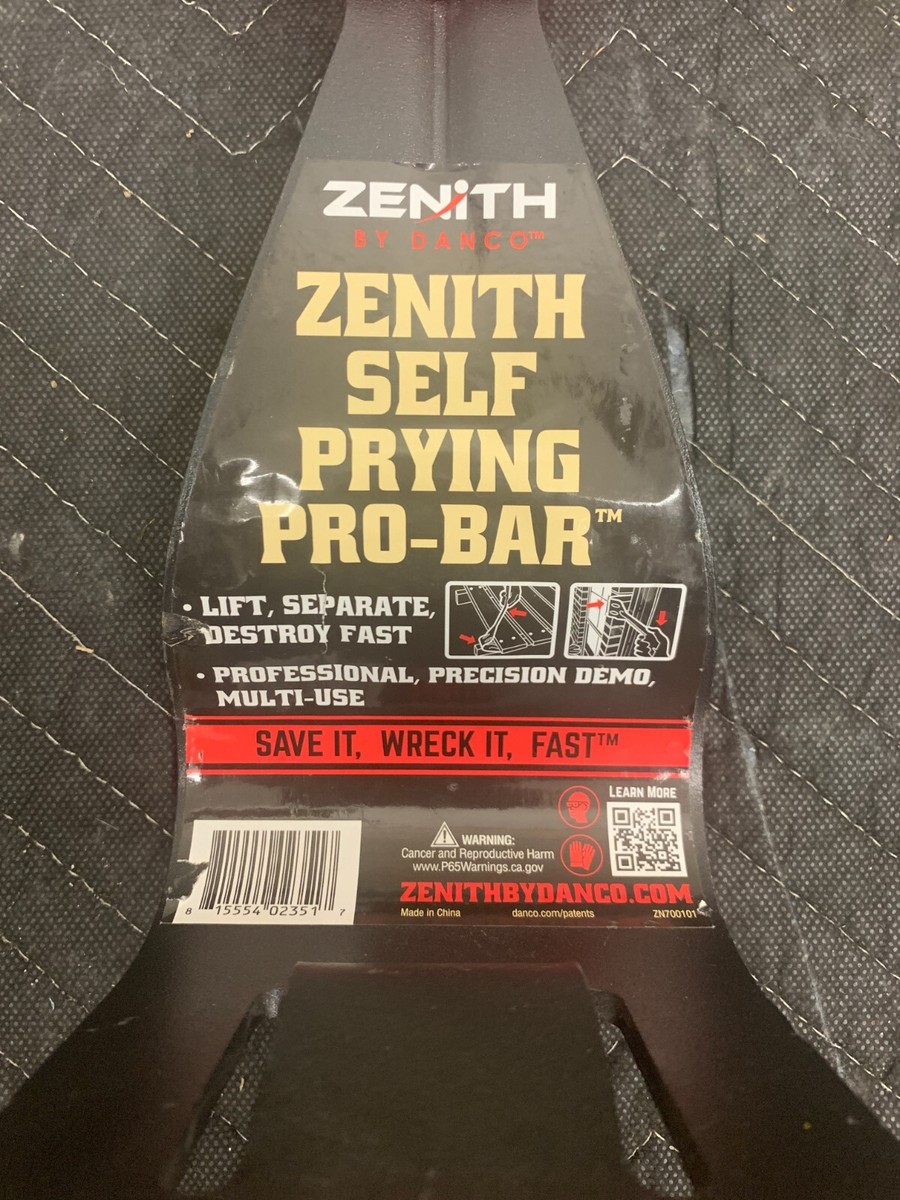 ZENITH
BY DANCO™
ZENITH
SELF
PRYING
PRO-BAR™
• LIFT, SEPARATE,
DESTROY FAST
• PROFESSIONAL, PRECISION DEMO,
MULTI-USE
SAVE IT, WRECK IT, FAST™
LEARN MORE
WARNING:
Cancer and Reproductive Harm
www.P65Warnings.ca.gov
ZENITHBYDANCO.COM
8 15554 02351 7
Made in China danco.com/patents ZN700101